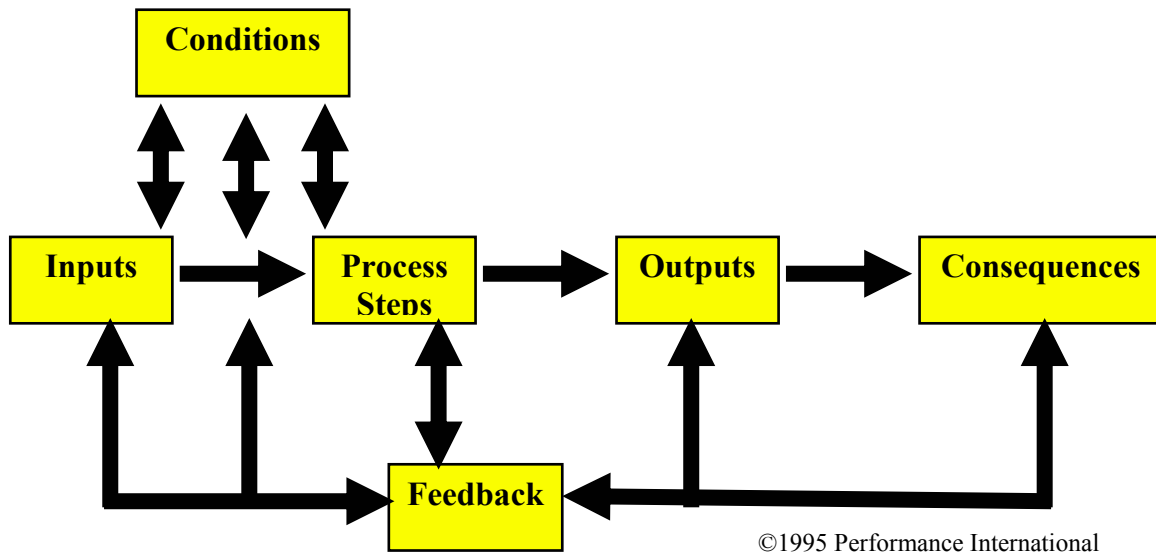 Conditions
Inputs
Process
Steps
Outputs
Consequences
Feedback
©1995 Performance International